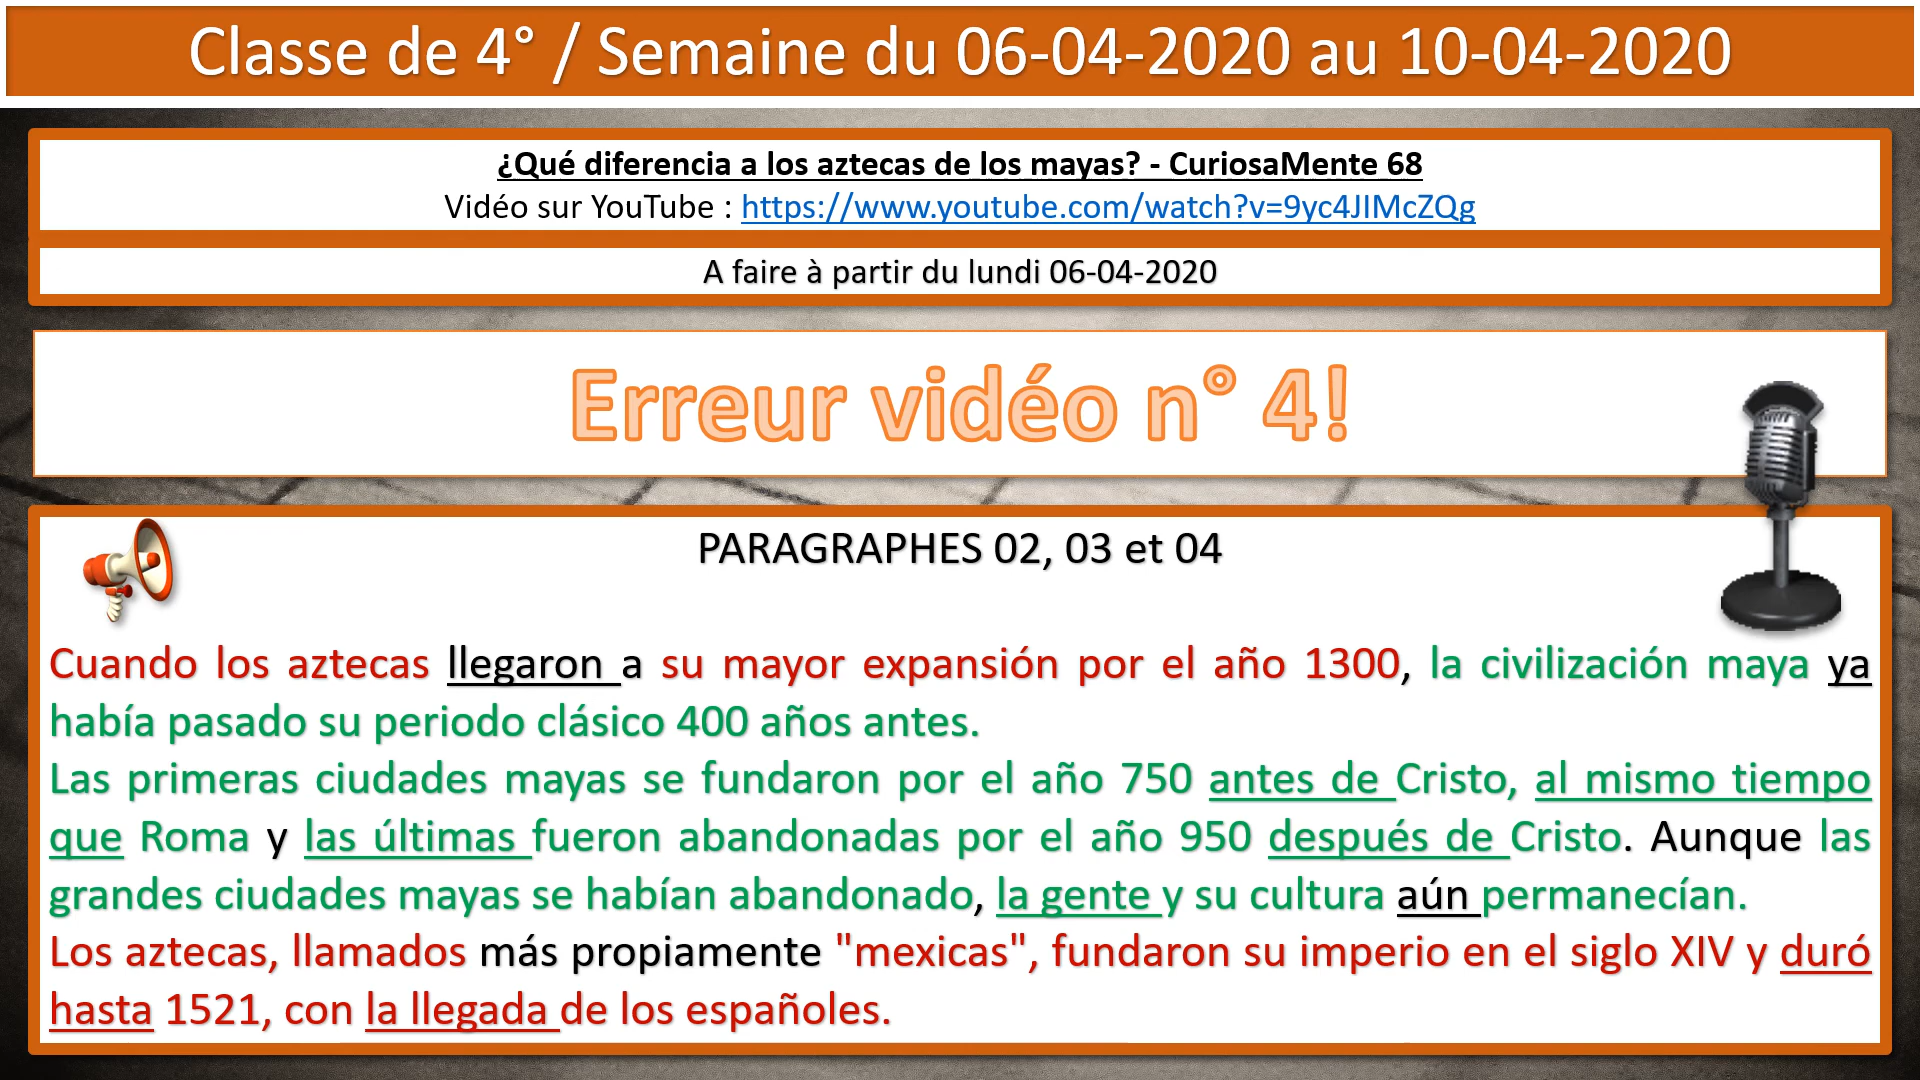 Classe de 4° / Semaine du 06-04-2020 au 10-04-2020
¿Qué diferencia a los aztecas de los mayas? - CuriosaMente 68
Vidéo sur YouTube : https://www.youtube.com/watch?v=9yc4JIMcZQg
A faire à partir du lundi 06-04-2020
Erreur vidéo n° 4!
PARAGRAPHES 02, 03 et 04
Cuando los aztecas llegaron a su mayor expansión por el año 1300, la civilización maya ya
había pasado su periodo clásico 400 años antes.
Las primeras ciudades mayas se fundaron por el año 750 antes de Cristo, al mismo tiempo
que Roma y las últimas fueron abandonadas por el año 950 después de Cristo. Aunque las
grandes ciudades mayas se habían abandonado, la gente y su cultura aún permanecían.
Los aztecas, llamados más propiamente "mexicas", fundaron su imperio en el siglo XIV y duró
hasta 1521, con la llegada de los españoles.